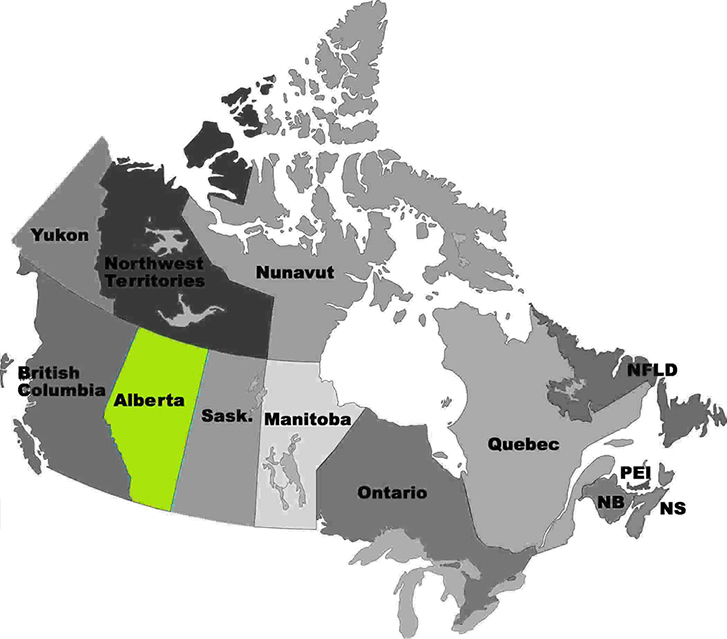 Yukon
Northwest
Territories
Nunavut
British
Columbia
Alberta
Sask.
Manitoba
Ontario
Quebec
NFLD
PEI
NB
NS